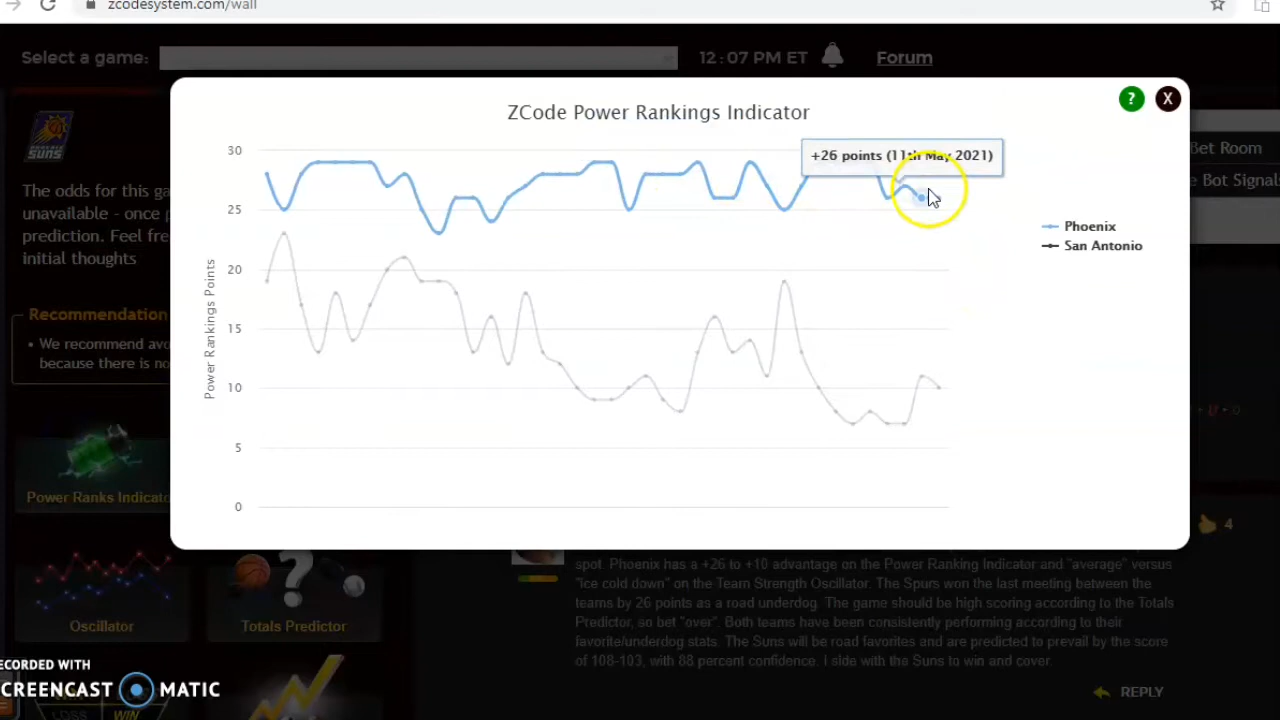 zcodesystem.com/wall
Select a game:
12:07 PM ET
Forum
ZCode Power Rankings Indicator
?
X
+26 points (11th May 2021)
30
25
20
15
10
5
0
Power Rankings Points
Phoenix
San Antonio
PHOENIX
SUNS
The odds for this ga
unavailable - once p
prediction. Feel fre
initial thoughts
Recommendation
• We recommend avo
because there is no
Bet Room
e Bot Signals
Power Ranks Indicato
Oscillator
?
Totals Predictor
4
spot. Phoenix has a +26 to +10 advantage on the Power Ranking Indicator and "average" versus
"ice cold down" on the Team Strength Oscillator. The Spurs won the last meeting between the
teams by 26 points as a road underdog. The game should be high scoring according to the Totals
Predictor, so bet "over". Both teams have been consistently performing according to their
favorite/underdog stats. The Suns will be road favorites and are predicted to prevail by the score
of 108-103, with 88 percent confidence. I side with the Suns to win and cover.
REPLY
ECORDED WITH
CREENCAST MATIC
LOSS WIN